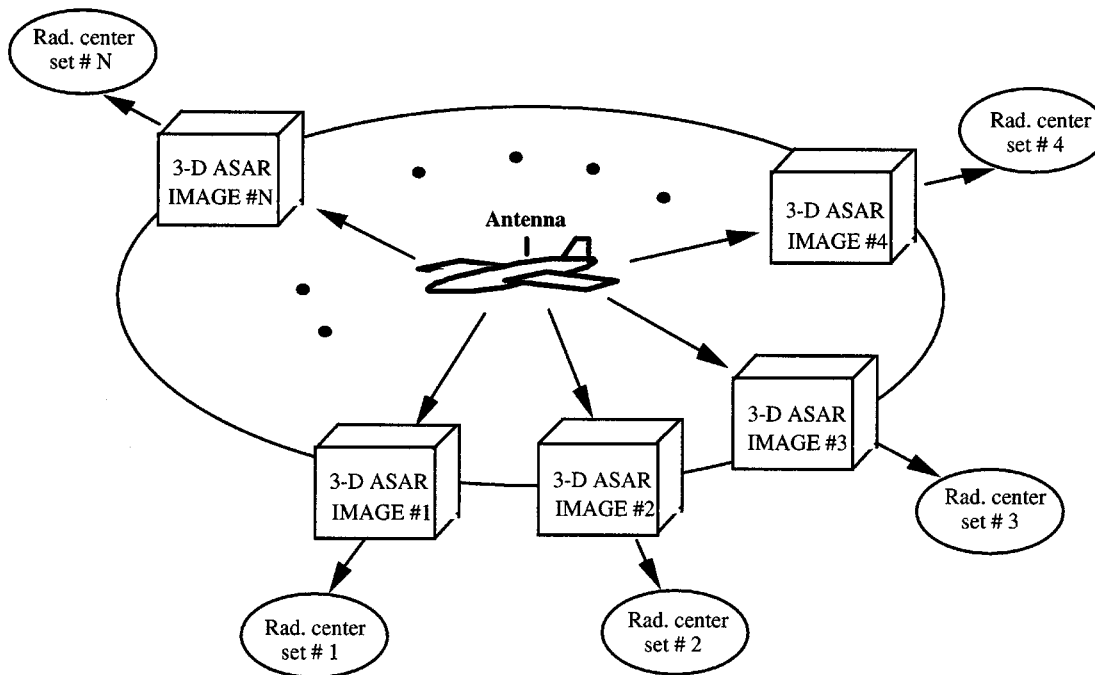 Rad. center
set # N
3-D ASAR
IMAGE #N
Antenna
Rad. center
set # 4
3-D ASAR
IMAGE #4
3-D ASAR
IMAGE #3
Rad. center
set # 3
3-D ASAR
IMAGE #1
3-D ASAR
IMAGE #2
Rad. center
set # 1
Rad. center
set # 2